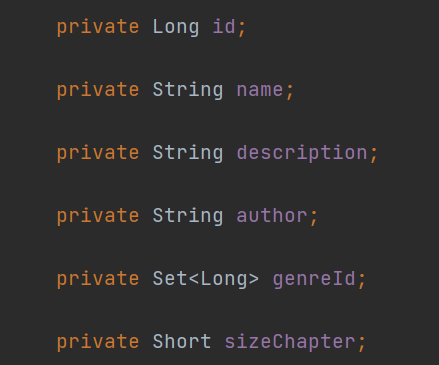 private Long id;
private String name;
private String description;
private String author;
private Set<Long> genreId;
private Short sizeChapter;